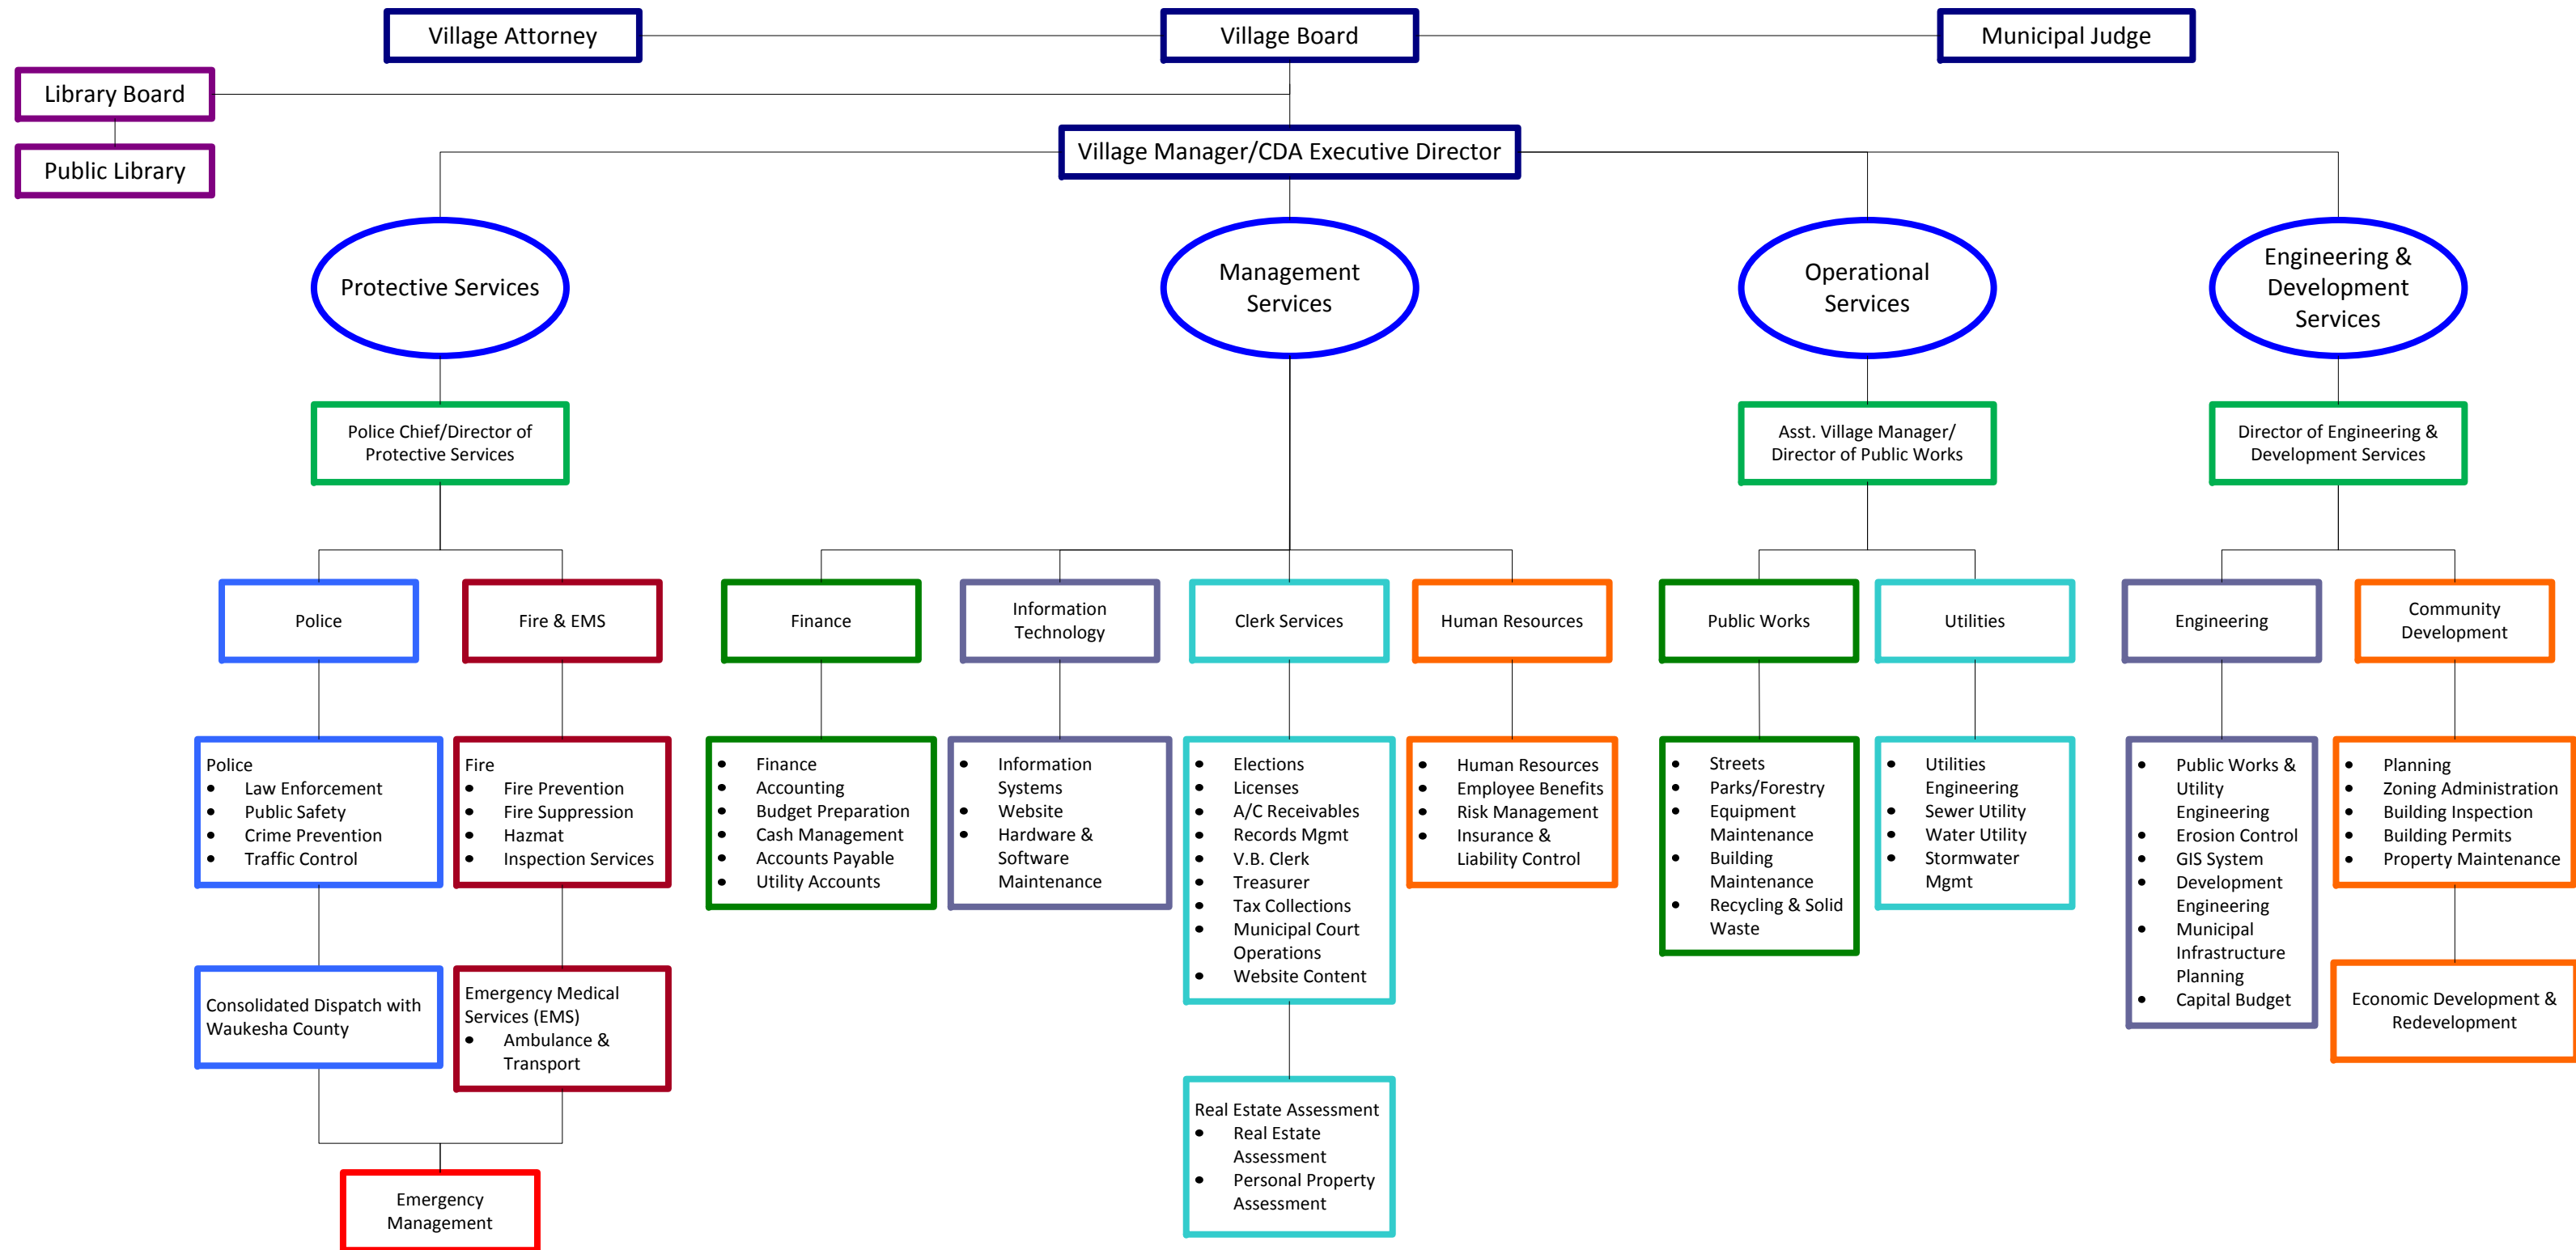 Village Attorney
Village Board
Municipal Judge
Library Board
Public Library
Village Manager/CDA Executive Director
Protective Services
Management
Services
Operational
Services
Engineering &
Development
Services
Police Chief/Director of
Protective Services
Asst. Village Manager/
Director of Public Works
Director of Engineering &
Development Services
Police
Fire & EMS
Finance
Information
Technology
Clerk Services
Human Resources
Public Works
Utilities
Engineering
Community
Development
Police
• Law Enforcement
• Public Safety
• Crime Prevention
• Traffic Control
Fire
• Fire Prevention
• Fire Suppression
• Hazmat
• Inspection Services
• Finance
• Accounting
• Budget Preparation
• Cash Management
• Accounts Payable
• Utility Accounts
• Information
Systems
• Website
• Hardware &
Software
Maintenance
• Elections
• Licenses
• A/C Receivables
• Records Mgmt
• V.B. Clerk
• Treasurer
• Tax Collections
• Municipal Court
Operations
• Website Content
• Human Resources
• Employee Benefits
• Risk Management
• Insurance &
Liability Control
• Streets
• Parks/Forestry
• Equipment
Maintenance
• Building
Maintenance
• Recycling & Solid
Waste
• Utilities
Engineering
• Sewer Utility
• Water Utility
• Stormwater
Mgmt
• Public Works &
Utility
Engineering
• Erosion Control
• GIS System
• Development
Engineering
• Municipal
Infrastructure
Planning
• Capital Budget
• Planning
• Zoning Administration
• Building Inspection
• Building Permits
• Property Maintenance
Consolidated Dispatch with
Waukesha County
Emergency Medical
Services (EMS)
• Ambulance &
Transport
Economic Development &
Redevelopment
Real Estate Assessment
• Real Estate
Assessment
• Personal Property
Assessment
Emergency
Management